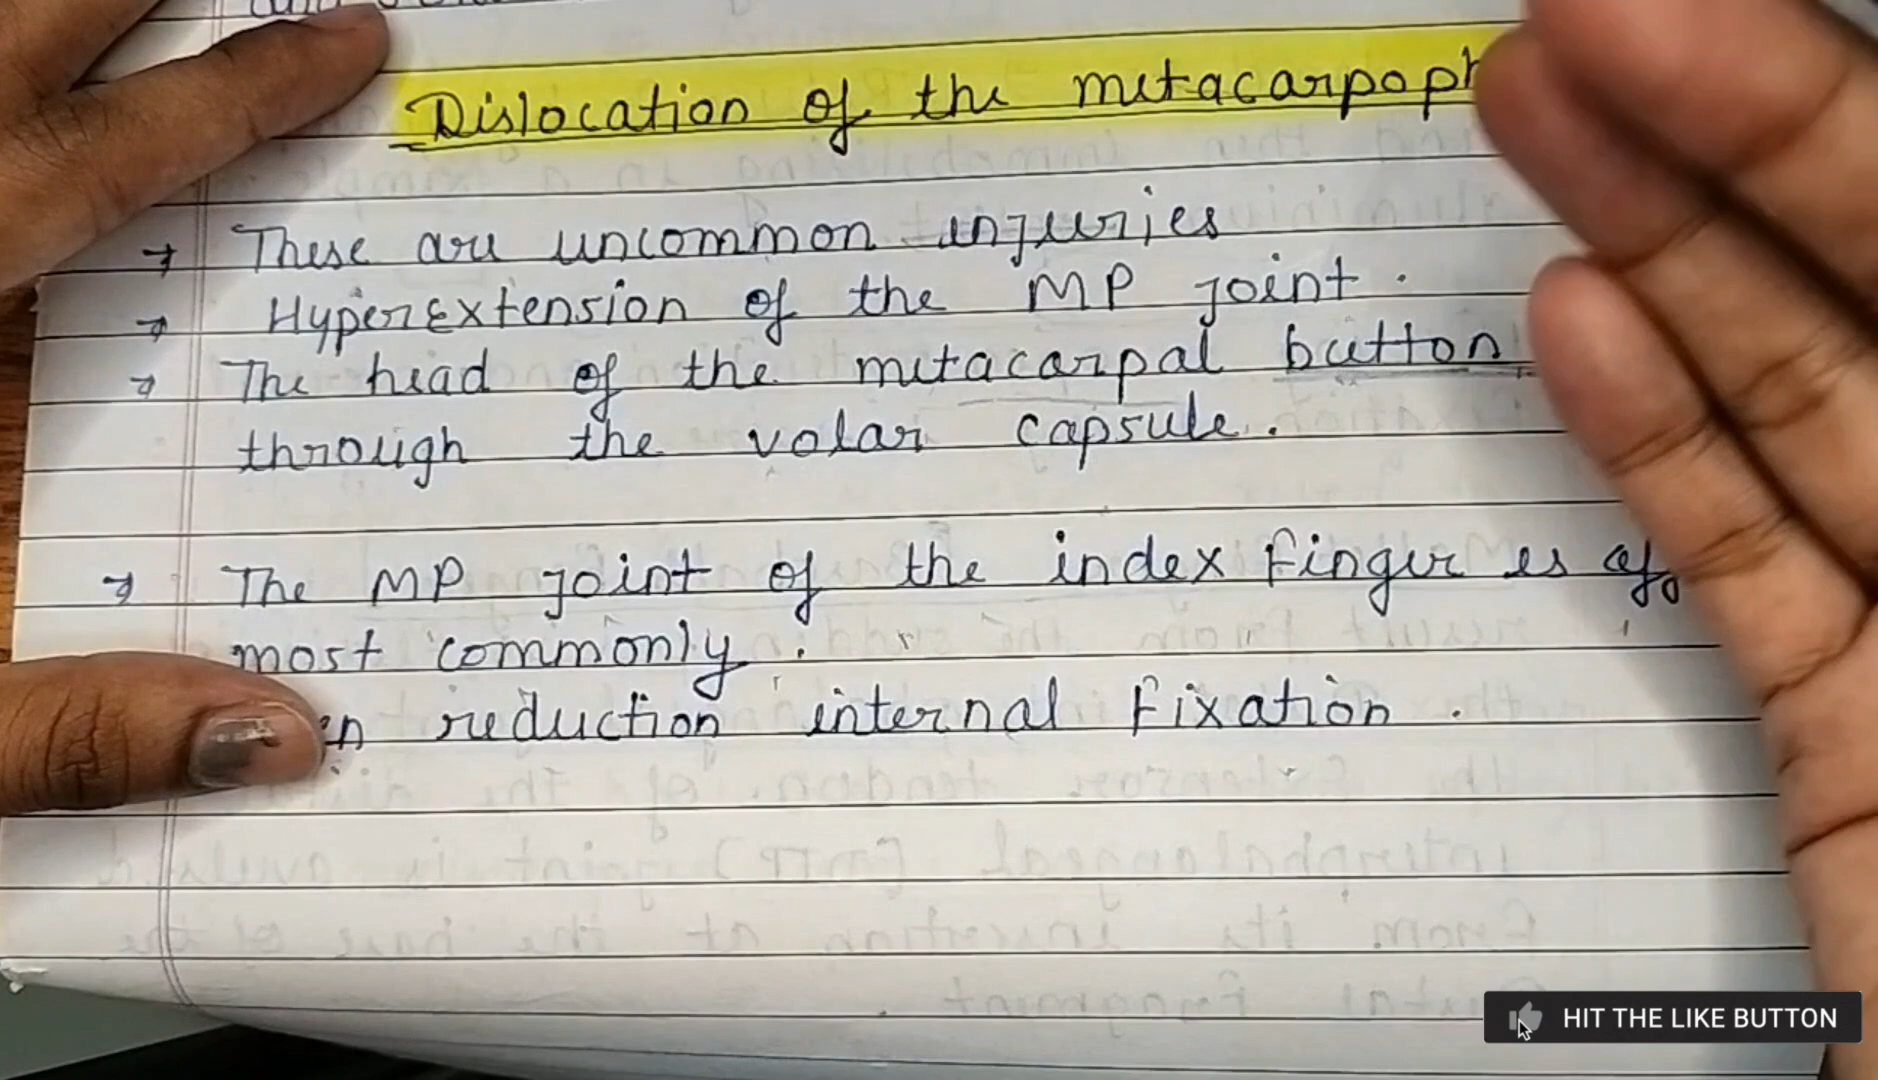 Dislocation of the metacarpoph
→ These are uncommon injuries
→ Hyperextension of the MP joint.
→ The head of the metacarpal button
through the volar capsule.
→ The MP joint of the index finger is
most commonly.
reduction internal fixation.
HIT THE LIKE BUTTON